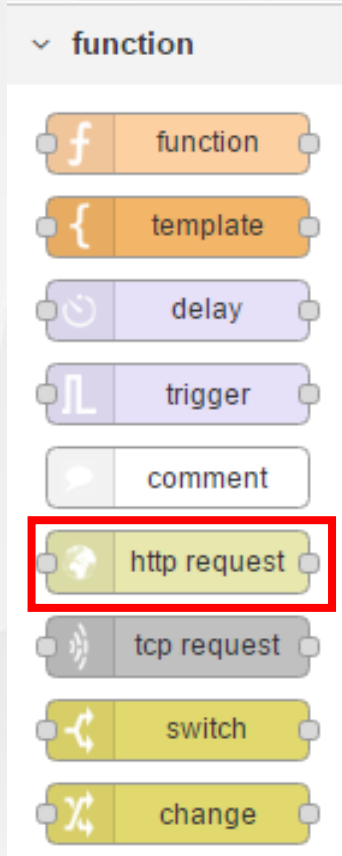 function
function
template
delay
trigger
comment
http request
tcp request
switch
change